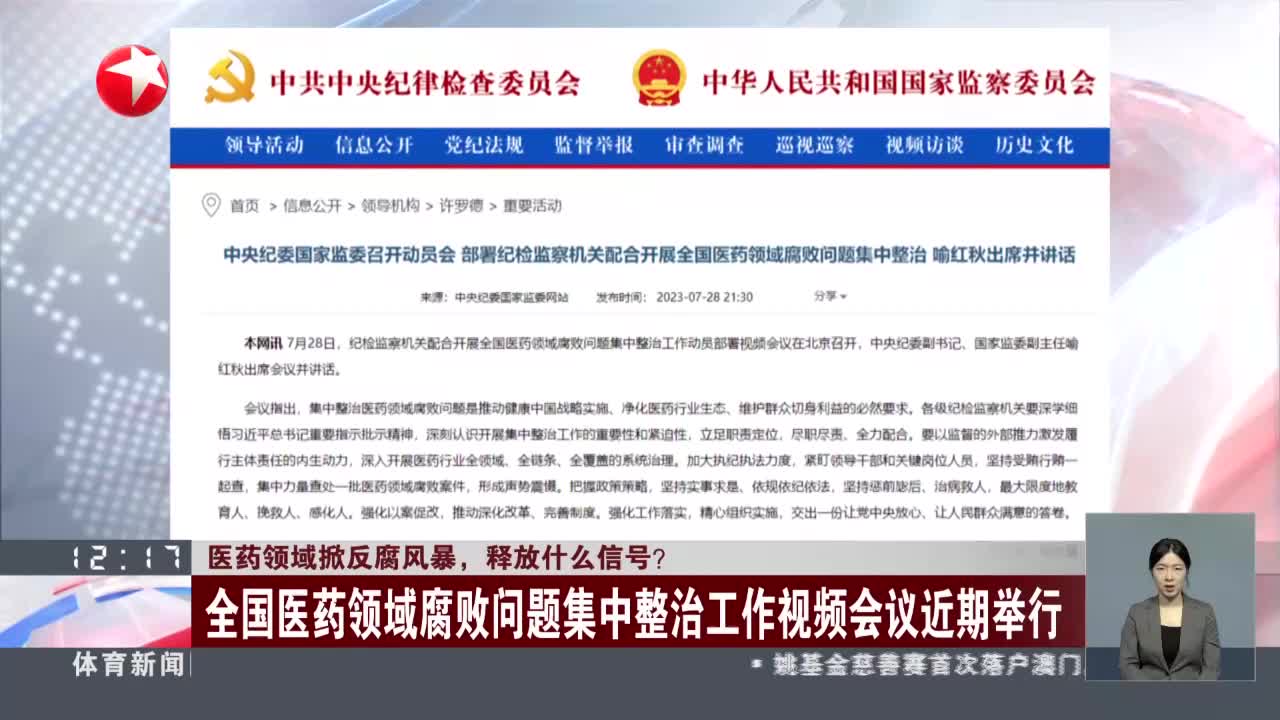 中共中央纪律检查委员会 中华人民共和国国家监察委员会
领导活动 信息公开 党纪法规 监督举报 审查调查 巡视巡察 视频访谈 历史文化
首页 > 信息公开 > 领导机构 > 许罗德 > 重要活动
中央纪委国家监委召开动员会 部署纪检监察机关配合开展全国医药领域腐败问题集中整治 喻红秋出席并讲话
来源：中央纪委国家监委网站 发布时间：2023-07-28 21:30 分享
本网讯 7月28日，纪检监察机关配合开展全国医药领域腐败问题集中整治工作动员部署视频会议在北京召开，中央纪委副书记、国家监委副主任喻
红秋出席会议并讲话。
会议指出，集中整治医药领域腐败问题是推动健康中国战略实施、净化医药行业生态、维护群众切身利益的必然要求。各级纪检监察机关要深学细
悟习近平总书记重要指示批示精神，深刻认识开展集中整治工作的重要性和紧迫性，立足职责定位，尽职尽责、全力配合。要以监督的外部推力激发履
行主体责任的内生动力，深入开展医药行业全领域、全链条、全覆盖的系统治理。加大执纪执法力度，紧盯领导干部和关键岗位人员，坚持受贿行贿一
起查，集中力量查处一批医药领域腐败案件，形成声势震慑。把握政策策略，坚持实事求是、依规依纪依法，坚持惩前毖后、治病救人，最大限度地教
育人、挽救人、感化人。强化以案促改，推动深化改革、完善制度。强化工作落实，精心组织实施，交出一份让党中央放心、让人民群众满意的答卷。
12:17 医药领域掀反腐风暴，释放什么信号？
全国医药领域腐败问题集中整治工作视频会议近期举行
体育新闻 姚基金慈善赛首次落户澳门